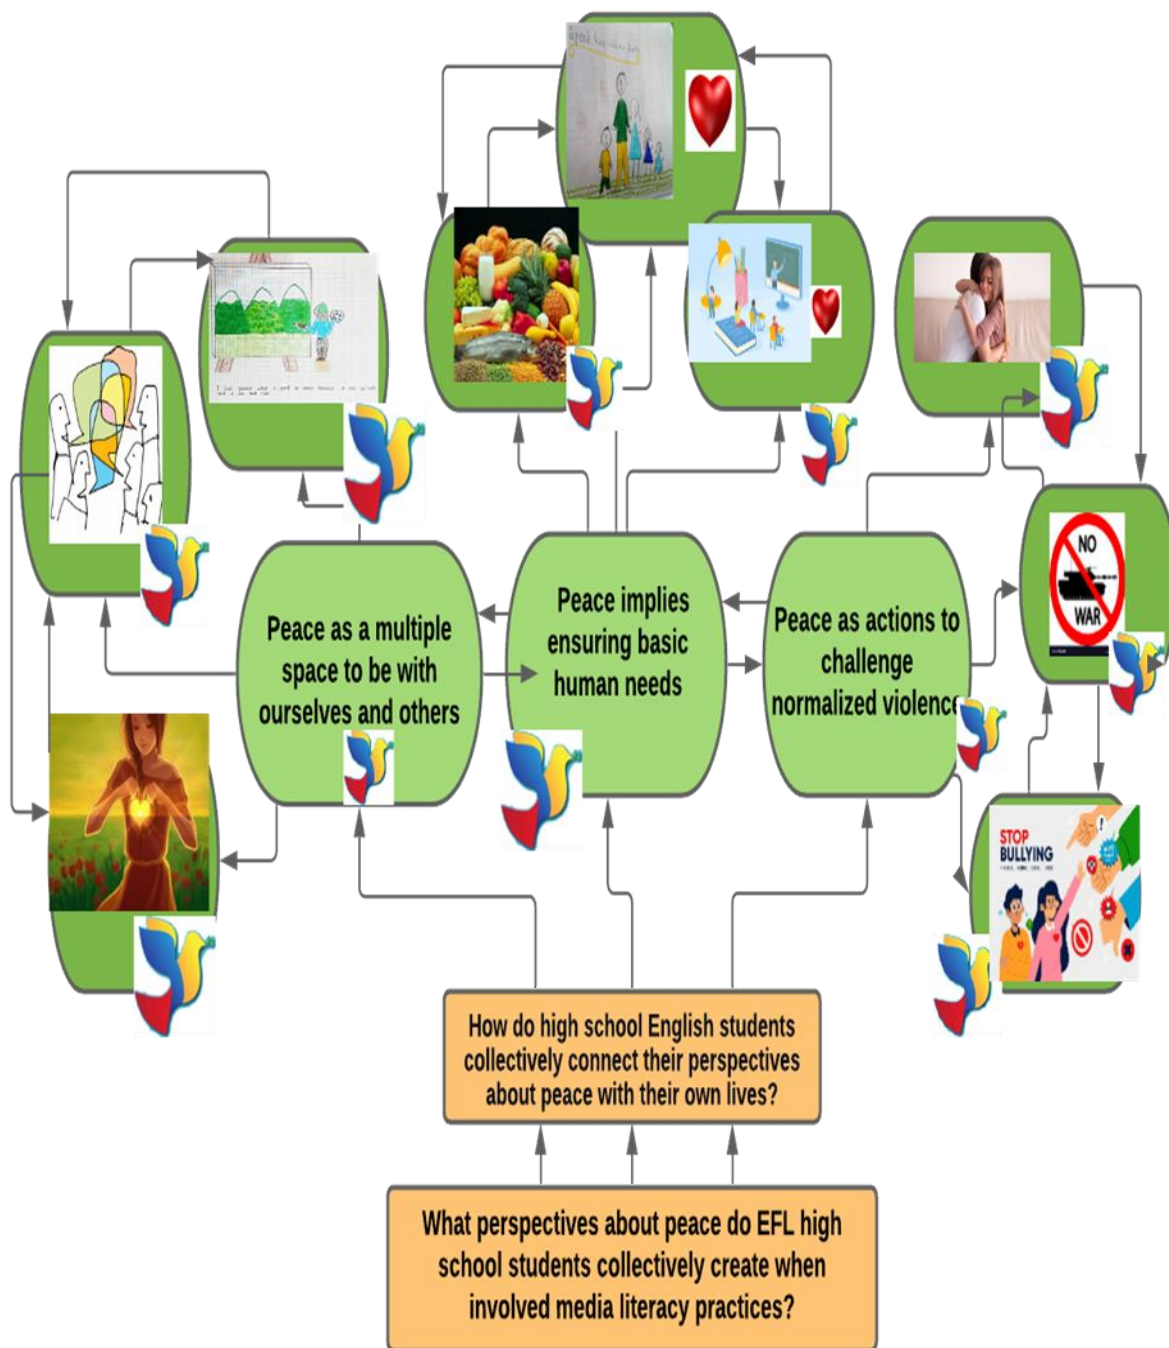 Peace as a multiple
space to be with
ourselves and others
Peace implies
ensuring basic
human needs
Peace as actions to
challenge
normalized violence
NO
WAR
STOP
BULLYING
How do high school English students
collectively connect their perspectives
about peace with their own lives?
What perspectives about peace do EFL high
school students collectively create when
involved media literacy practices?